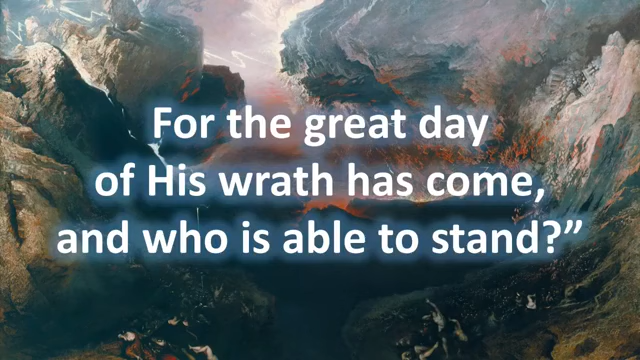 For the great day
of His wrath has come,
and who is able to stand?”